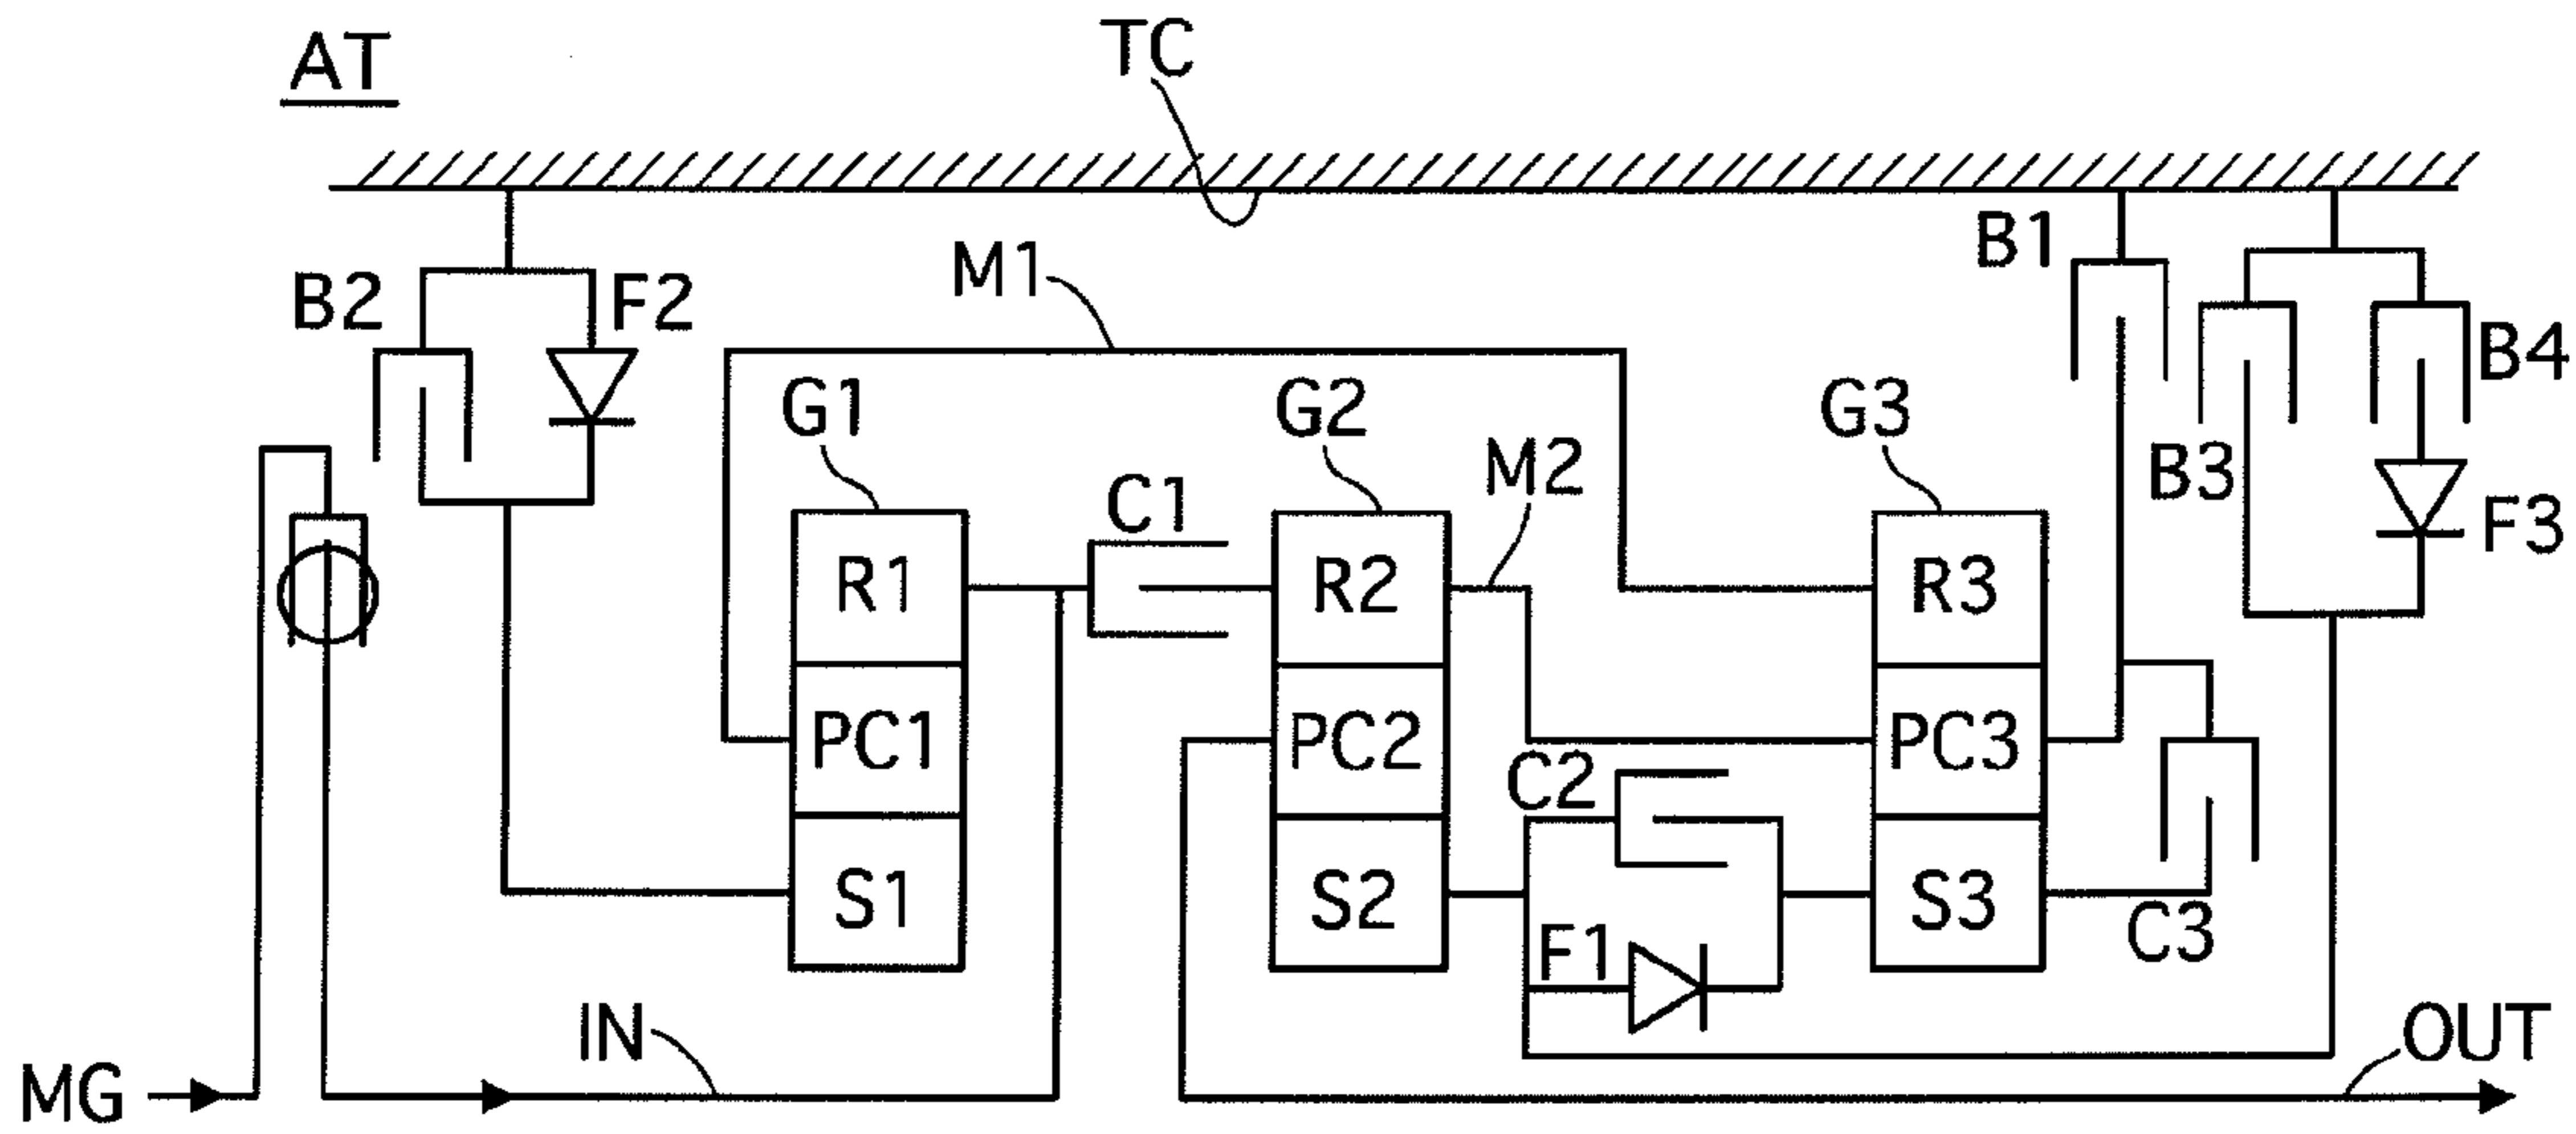 AT
TC
B1
M1
B2
F2
B4
G1
G2
G3
M2
B3
C1
F3
R1
R2
R3
PC1
PC2
PC3
C2
S1
S2
S3
C3
F1
IN
OUT
MG